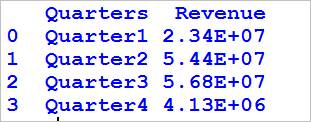 Quarters Revenue
0 Quarter1 2.34E+07
1 Quarter2 5.44E+07
2 Quarter3 5.68E+07
3 Quarter4 4.13E+06